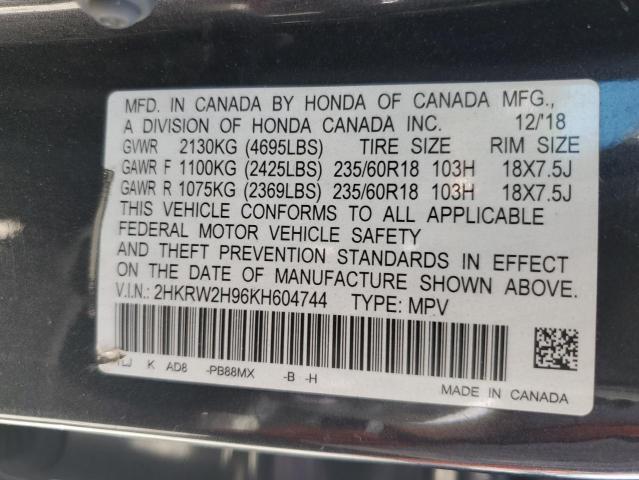 MFD. IN CANADA BY HONDA OF CANADA MFG.,
A DIVISION OF HONDA CANADA INC. 12/'18
GVWR 2130KG (4695LBS) TIRE SIZE RIM SIZE
GAWR F 1100KG (2425LBS) 235/60R18 103H 18X7.5J
GAWR R 1075KG (2369LBS) 235/60R18 103H 18X7.5J
THIS VEHICLE CONFORMS TO ALL APPLICABLE
FEDERAL MOTOR VEHICLE SAFETY
AND THEFT PREVENTION STANDARDS IN EFFECT
ON THE DATE OF MANUFACTURE SHOWN ABOVE.
V.I.N.: 2HKRW2H96KH604744 TYPE: MPV
K AD8 -PB88MX -B -H
MADE IN CANADA